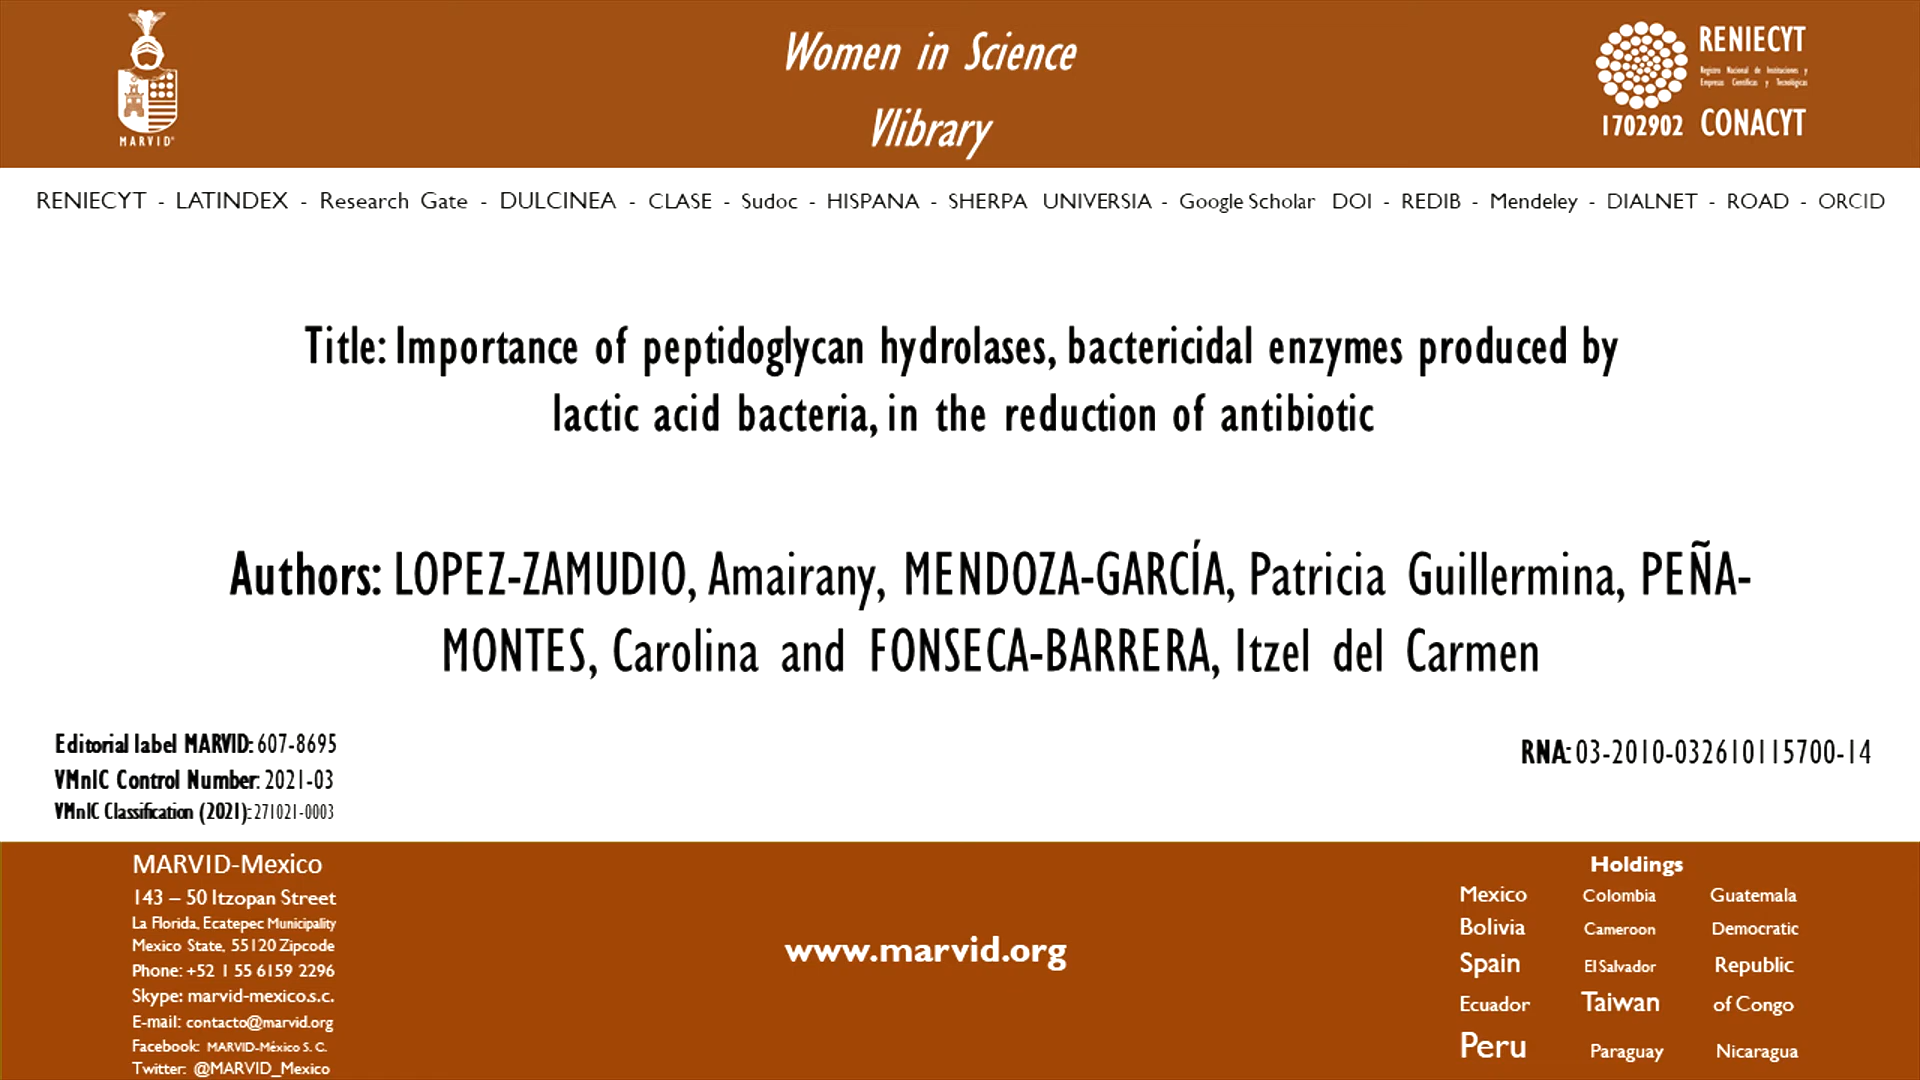 MARVID®
Women in Science
Vlibrary
RENIECYT
Registro Nacional de Instituciones y
Empresas Científicas y Tecnológicas
1702902 CONACYT
RENIECYT - LATINDEX - Research Gate - DULCINEA - CLASE - Sudoc - HISPANA - SHERPA UNIVERSIA - Google Scholar DOI - REDIB - Mendeley - DIALNET - ROAD - ORCID
Title: Importance of peptidoglycan hydrolases, bactericidal enzymes produced by
lactic acid bacteria, in the reduction of antibiotic
Authors: LOPEZ-ZAMUDIO, Amairany, MENDOZA-GARCÍA, Patricia Guillermina, PEÑA-
MONTES, Carolina and FONSECA-BARRERA, Itzel del Carmen
Editorial label MARVID: 607-8695
VMnIC Control Number: 2021-03
VMnIC Classification (2021): 271021-0003
RNA: 03-2010-032610115700-14
MARVID-Mexico
143 – 50 Itzopan Street
La Florida, Ecatepec Municipality
Mexico State, 55120 Zipcode
Phone: +52 1 55 6159 2296
Skype: marvid-mexico.s.c.
E-mail: contacto@marvid.org
Facebook: MARVID-México S. C.
Twitter: @MARVID_Mexico
www.marvid.org
Holdings
Mexico Colombia Guatemala
Bolivia Cameroon Democratic
Spain El Salvador Republic
Ecuador Taiwan of Congo
Peru Paraguay Nicaragua